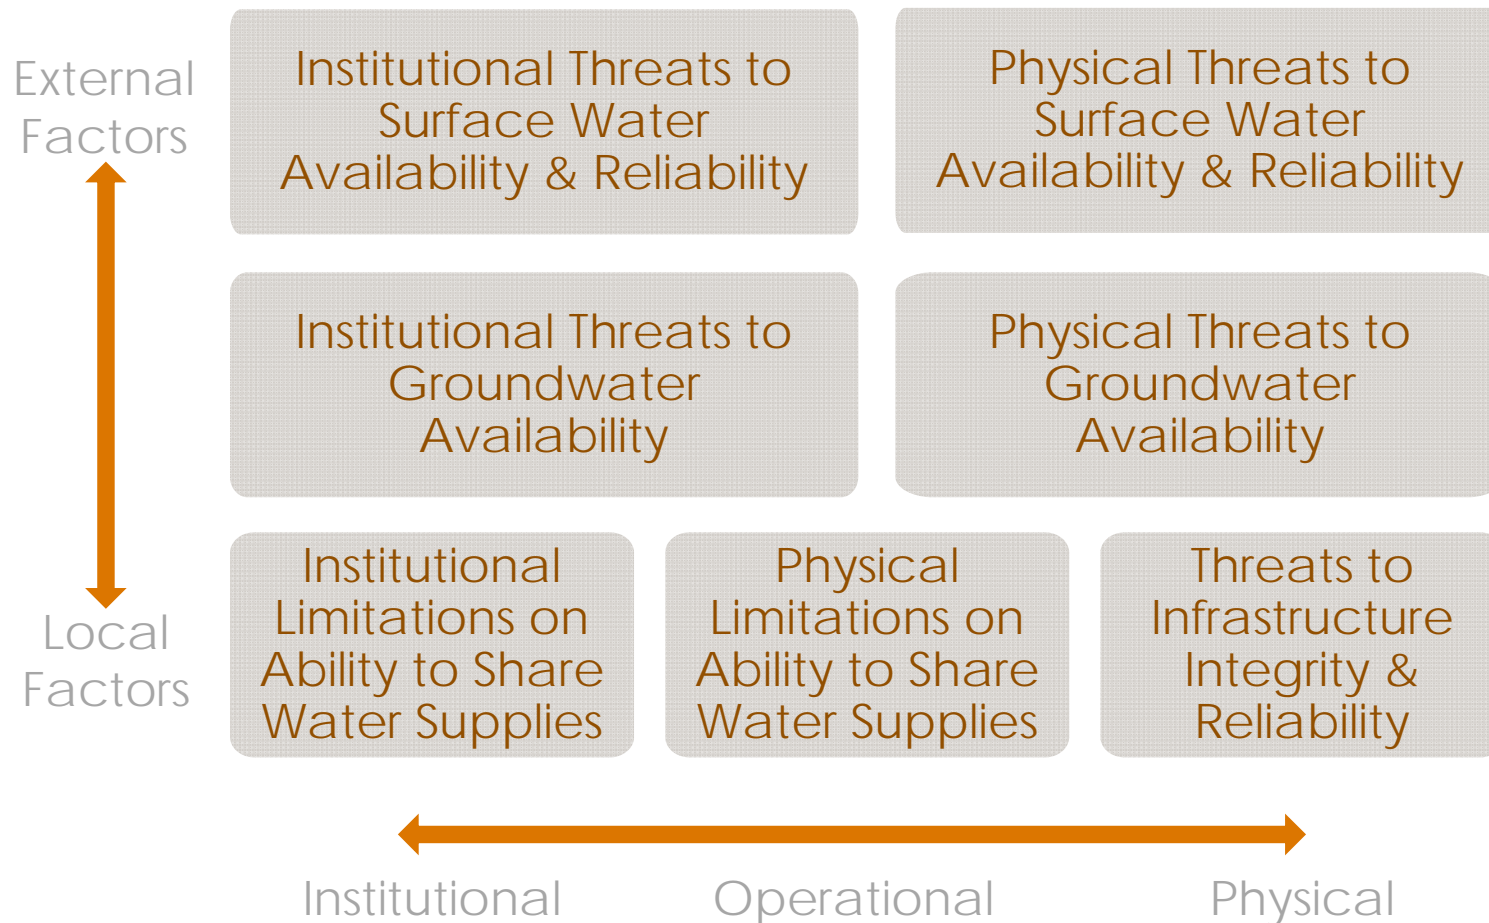 External
Factors
Institutional Threats to
Surface Water
Availability & Reliability
Physical Threats to
Surface Water
Availability & Reliability
Institutional Threats to
Groundwater
Availability
Physical Threats to
Groundwater
Availability
Local
Factors
Institutional
Limitations on
Ability to Share
Water Supplies
Physical
Limitations on
Ability to Share
Water Supplies
Threats to
Infrastructure
Integrity &
Reliability
Institutional
Operational
Physical